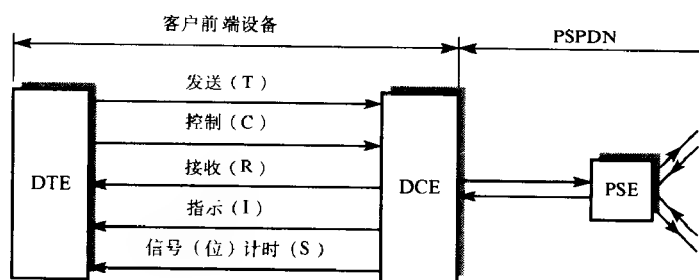 客户前端设备
PSPDN
发送(T)
控制(C)
接收(R)
指示(I)
信号(位)计时(S)
DTE
DCE
PSE